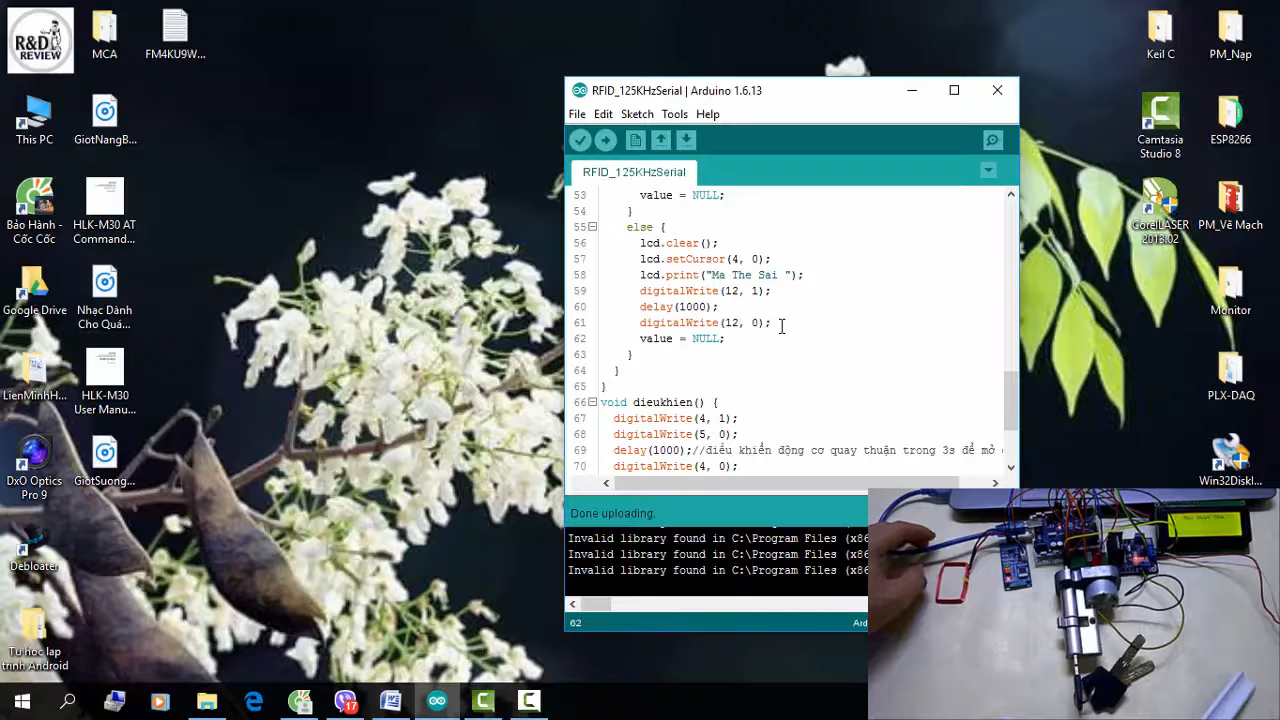 R&D
REVIEW
MCA
FM4KU9W...
This PC
GiotNangB...
Bảo Hành -
Cốc Cốc
HLK-M30 AT
Command...
Google Drive
Nhạc Dành
Cho Quá...
LienMinhH...
HLK-M30
User Manu...
DxO Optics
Pro 9
GiotSuong...
Debloater
Tu hoc lap
trinh Android
Keil C
PM_Nạp
Camtasia
Studio 8
ESP8266
CorelLASER
2013.02
PM_Vẽ Mạch
Monitor
PLX-DAQ
Win32DiskI...
RFID_125KHzSerial | Arduino 1.6.13
File Edit Sketch Tools Help
RFID_125KHzSerial
53 value = NULL;
54 }
55 else {
56 lcd.clear();
57 lcd.setCursor(4, 0);
58 lcd.print("Ma The Sai ");
59 digitalWrite(12, 1);
60 delay(1000);
61 digitalWrite(12, 0);
62 value = NULL;
63 }
64 }
65 }
66 void dieukhien() {
67 digitalWrite(4, 1);
68 digitalWrite(5, 0);
69 delay(1000);//điều khiển động cơ quay thuận trong 3s để mở
70 digitalWrite(4, 0);
Done uploading.
Invalid library found in C:\Program Files (x86
Invalid library found in C:\Program Files (x86
Invalid library found in C:\Program Files (x86
62
Ard
17